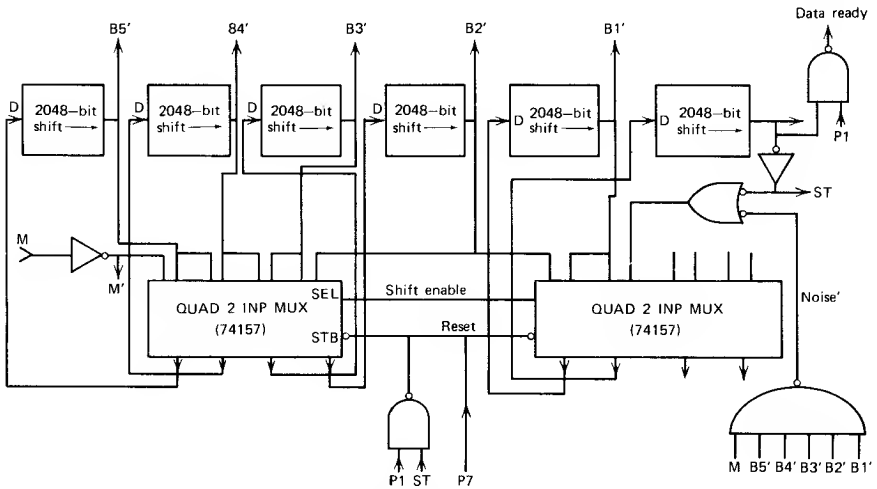 Data ready
B5' 84' B3' B2' B1'
D 2048-bit shift
D 2048-bit shift
D 2048-bit shift
D 2048-bit shift
D 2048-bit shift
D 2048-bit shift
P1
ST
M
M'
SEL
Shift enable
QUAD 2 INP MUX
(74157)
STB
Reset
QUAD 2 INP MUX
(74157)
Noise'
P1 ST P7
M B5' B4' B3' B2' B1'